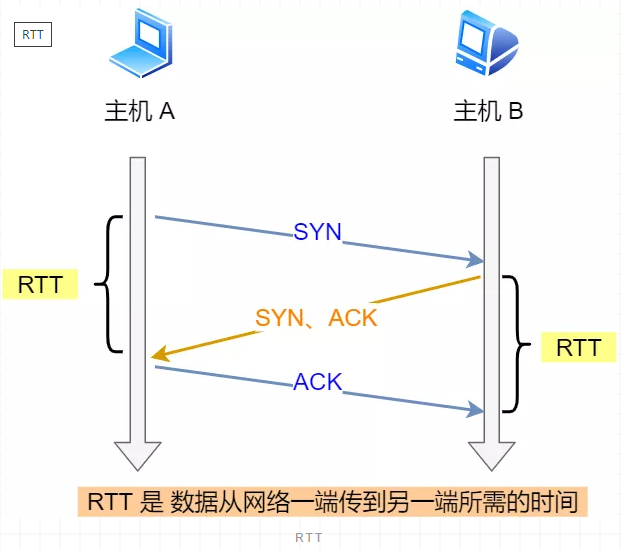 RTT
主机 A
主机 B
SYN
RTT
SYN、ACK
RTT
ACK
RTT 是 数据从网络一端传到另一端所需的时间
RTT